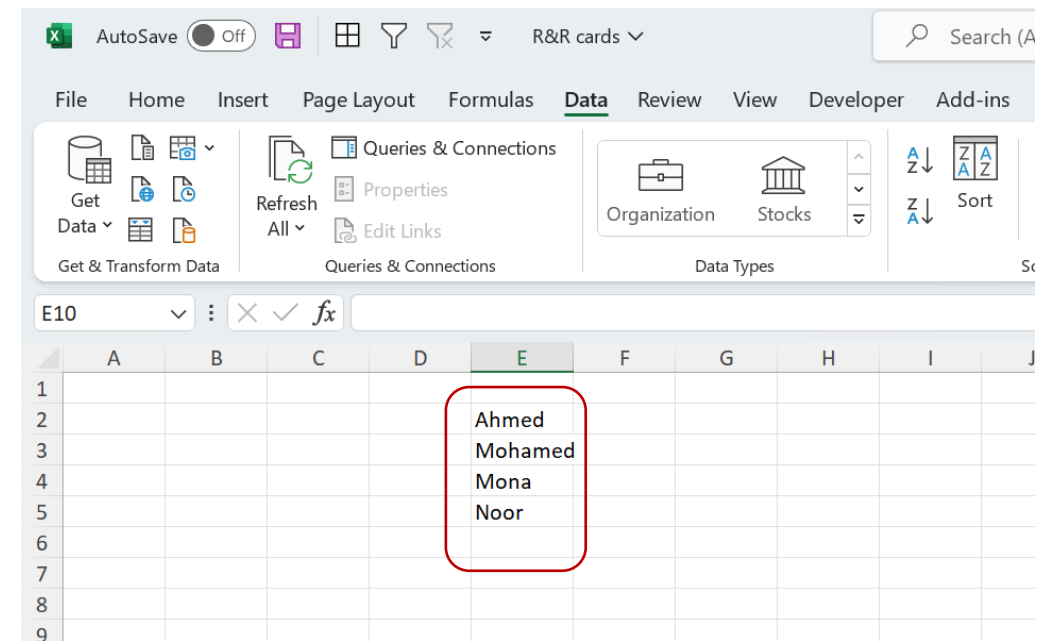 AutoSave Off R&R cards Search (A
File Home Insert Page Layout Formulas Data Review View Developer Add-ins
Get Data
Refresh All
Queries & Connections
Properties
Edit Links
Organization Stocks
A Z
Z A
Z A A Z
Sort
Get & Transform Data Queries & Connections Data Types
E10 fx
A B C D E F G H I J
1
2 Ahmed
3 Mohamed
4 Mona
5 Noor
6
7
8
9